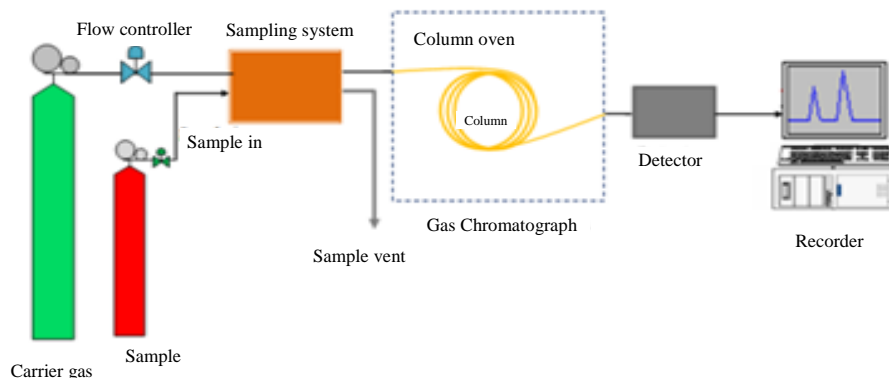 Flow controller
Sampling system
Column oven
Column
Sample in
Detector
Gas Chromatograph
Recorder
Sample vent
Sample
Carrier gas